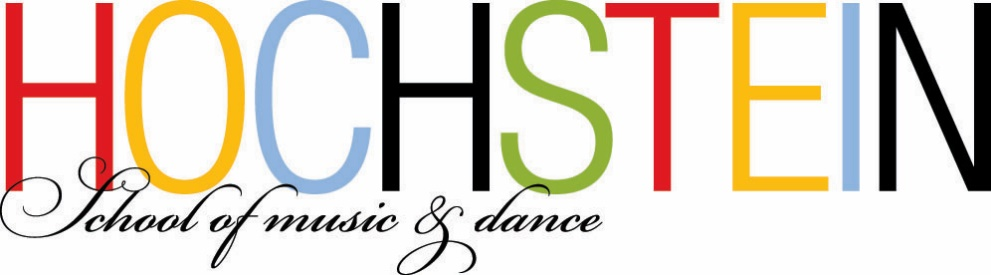 HOCHSTEIN
School of music & dance